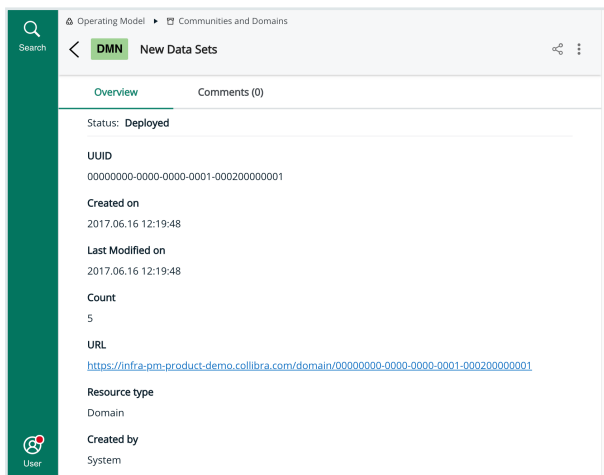 Operating Model ▸ Communities and Domains
Search
DMN New Data Sets
Overview Comments (0)
Status: Deployed
UUID
00000000-0000-0000-0001-000200000001
Created on
2017.06.16 12:19:48
Last Modified on
2017.06.16 12:19:48
Count
5
URL
https://infra-pm-product-demo.collibra.com/domain/00000000-0000-0000-0001-000200000001
Resource type
Domain
Created by
System
User